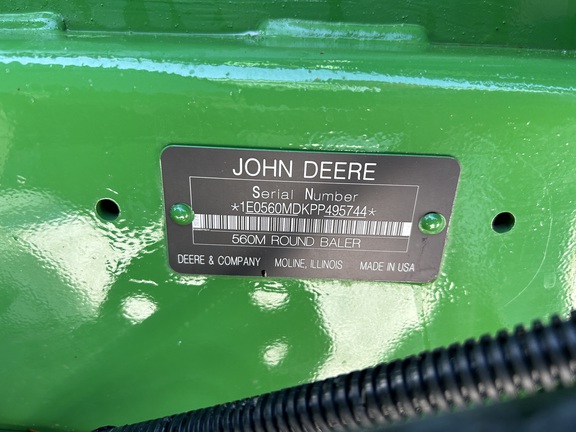 JOHN DEERE
Serial Number
*1E0560MDKPP495744*
560M ROUND BALER
DEERE & COMPANY MOLINE, ILLINOIS MADE IN USA